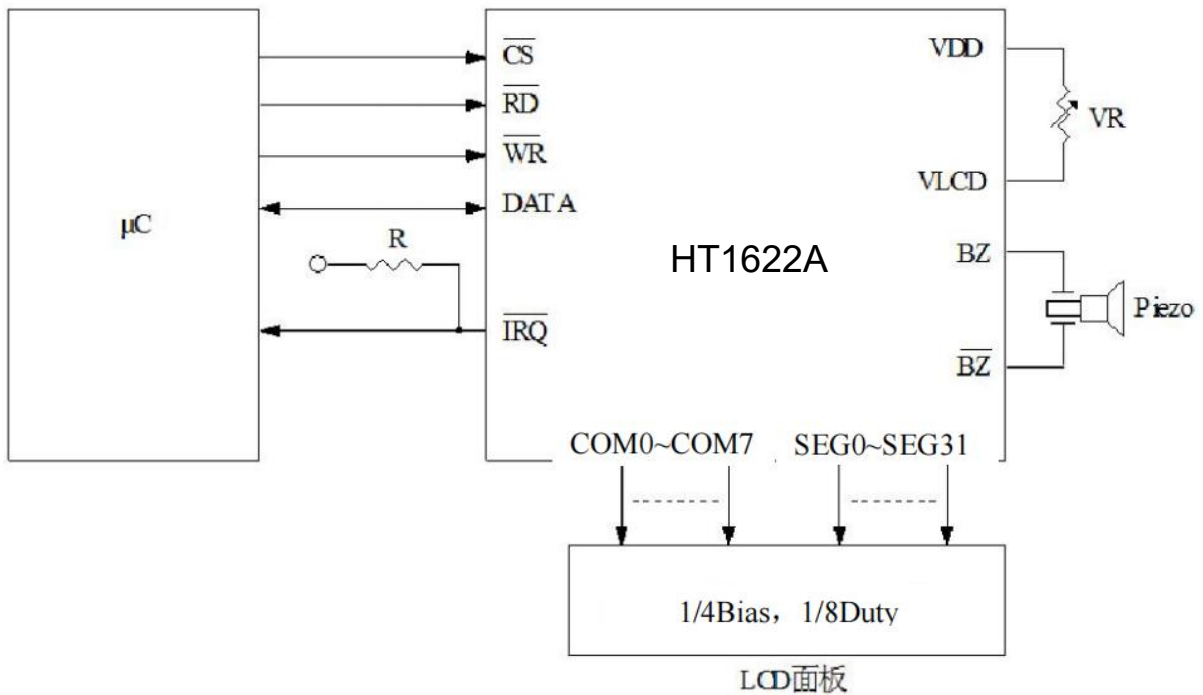 μC
R
CS
RD
WR
DATA
IRQ
HT1622A
VDD
VR
VLCD
BZ
Piezo
BZ
COM0~COM7 SEG0~SEG31
1/4Bias，1/8Duty
LCD面板